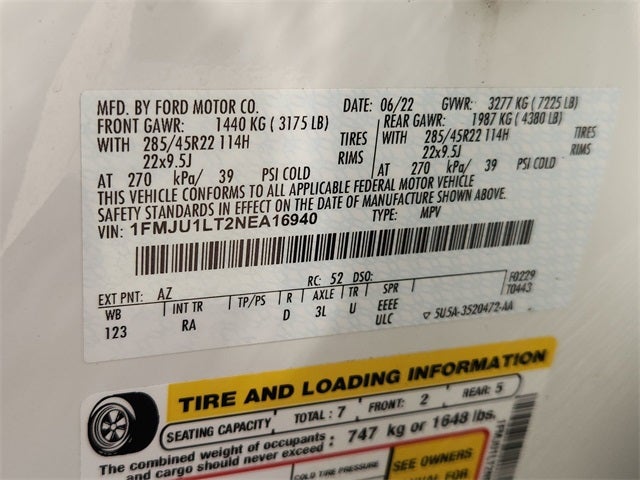 MFD. BY FORD MOTOR CO. DATE: 06/22 GVWR: 3277 KG ( 7225 LB)
FRONT GAWR: 1440 KG ( 3175 LB) REAR GAWR: 1987 KG ( 4380 LB)
WITH 285/45R22 114H TIRES WITH 285/45R22 114H TIRES
22x9.5J RIMS 22x9.5J RIMS
AT 270 kPa/ 39 PSI COLD AT 270 kPa/ 39 PSI COLD
THIS VEHICLE CONFORMS TO ALL APPLICABLE FEDERAL MOTOR VEHICLE
SAFETY STANDARDS IN EFFECT ON THE DATE OF MANUFACTURE SHOWN ABOVE.
VIN: 1FMJU1LT2NEA16940 TYPE: MPV
EXT PNT: AZ RC: 52 DSO: F0229
T0443
WB INT TR TP/PS R AXLE TR SPR
123 RA D 3L U EEEE
ULC 5U5A-3520472-AA
TIRE AND LOADING INFORMATION
SEATING CAPACITY TOTAL : 7 FRONT: 2 REAR: 5
The combined weight of occupants : 747 kg or 1648 lbs.
and cargo should never exceed
COLD TIRE PRESSURE
SEE OWNERS
MANUAL FOR